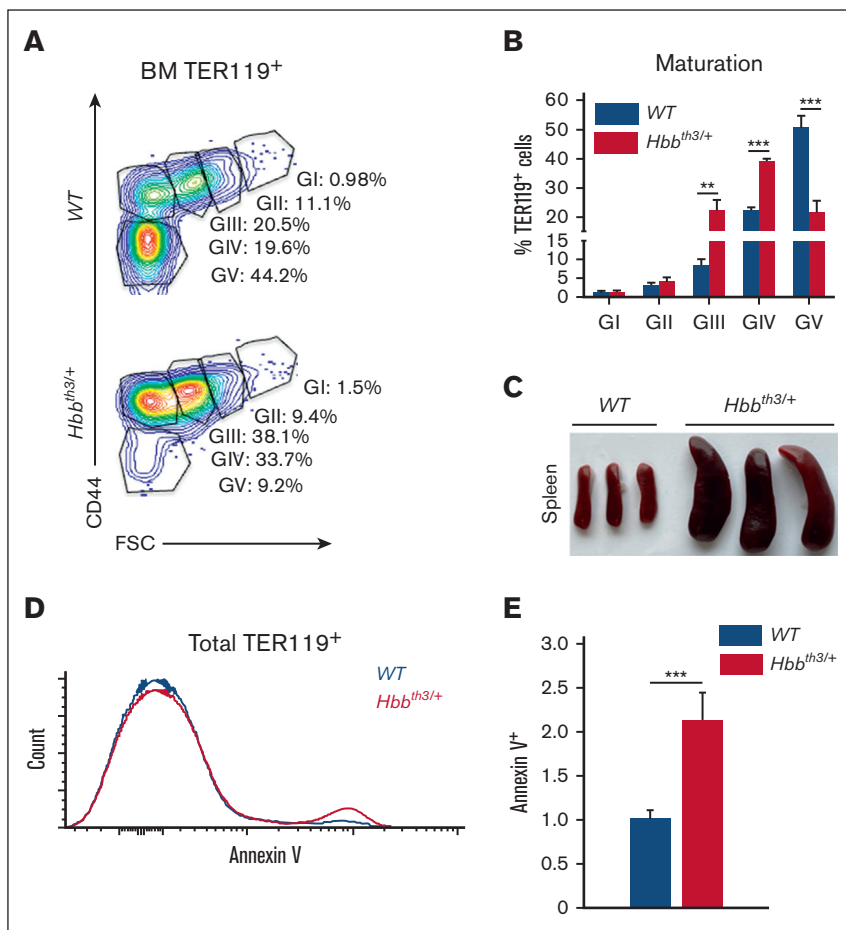 A
BM TER119+
WT
GI: 0.98%
GII: 11.1%
GIII: 20.5%
GIV: 19.6%
GV: 44.2%
Hbbth3/+
GI: 1.5%
GII: 9.4%
GIII: 38.1%
GIV: 33.7%
GV: 9.2%
CD44
FSC
B
Maturation
WT
Hbbth3/+
% TER119+ cells
60
50
40
30
20
15
10
5
0
** *** ***
GI GII GIII GIV GV
C
WT Hbbth3/+
Spleen
D
Total TER119+
WT
Hbbth3/+
Count
Annexin V
E
WT
Hbbth3/+
Annexin V+
3.0
2.5
2.0
1.5
1.0
0.5
0
***